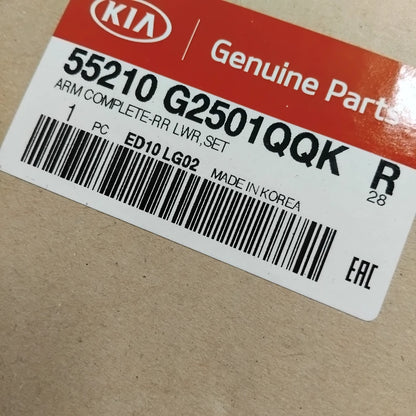 KIA Genuine Parts
55210 G2501QQK R
ARM COMPLETE-RR LWR,SET 28
1 PC ED10 LG02 MADE IN KOREA
EAC